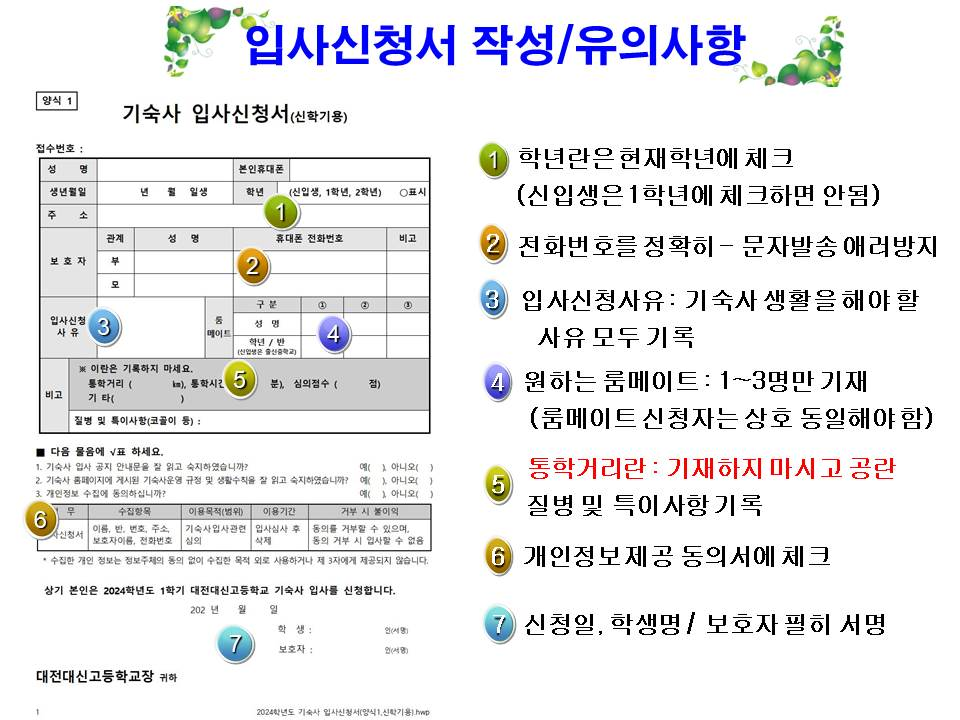 입사신청서 작성/유의사항
양식 1
기숙사 입사신청서(신학기용)
접수번호 :
성 명
본인휴대폰
생년월일
년 월 일생
학년
(신입생, 1학년, 2학년) ○표시
주 소
보 호 자
관계
성 명
휴대폰 전화번호
비고
부
모
입사신청
사 유
룸
메이트
구 분
①
②
③
성 명
학년 / 반
(신입생은 출신중학교)
비고
※ 이란은 기록하지 마세요.
통학거리 ( ㎞), 통학시간 분), 심의점수 ( 점)
기 타( )
질병 및 특이사항(코골이 등) :
■ 다음 물음에 √표 하세요.
1. 기숙사 입사 공지 안내문을 잘 읽고 숙지하였습니까? 예( ), 아니오( )
2. 기숙사 홈페이지에 게시된 기숙사운영 규정 및 생활수칙을 잘 읽고 숙지하였습니까? 예( ), 아니오( )
3. 개인정보 수집에 동의하십니까? 예( ), 아니오( )
무
수집항목
이용목적(범위)
이용기간
거부 시 불이익
사신청서
이름, 반, 번호, 주소,
보호자이름, 전화번호
기숙사입사관련
심의
입사심사 후
삭제
동의를 거부할 수 있으며,
동의 거부 시 입사할 수 없음
* 수집한 개인 정보는 정보주체의 동의 없이 수집한 목적 외로 사용하거나 제 3자에게 제공되지 않습니다.
상기 본인은 2024학년도 1학기 대전대신고등학교 기숙사 입사를 신청합니다.
202 년 월 일
학 생 : 인(서명)
보호자 : 인(서명)
대전대신고등학교장 귀하
1
2024학년도 기숙사 입사신청서(양식1,신학기용).hwp
1
2
3
4
5
6
7
1 학년란은 현재학년에 체크
(신입생은 1학년에 체크하면 안됨)
2 전화번호를 정확히 - 문자발송 애러방지
3 입사신청사유 : 기숙사 생활을 해야 할
사유 모두 기록
4 원하는 룸메이트 : 1~3명만 기재
(룸메이트 신청자는 상호 동일해야 함)
5 통학거리란 : 기재하지 마시고 공란
질병 및 특이사항 기록
6 개인정보제공 동의서에 체크
7 신청일, 학생명 / 보호자 필히 서명